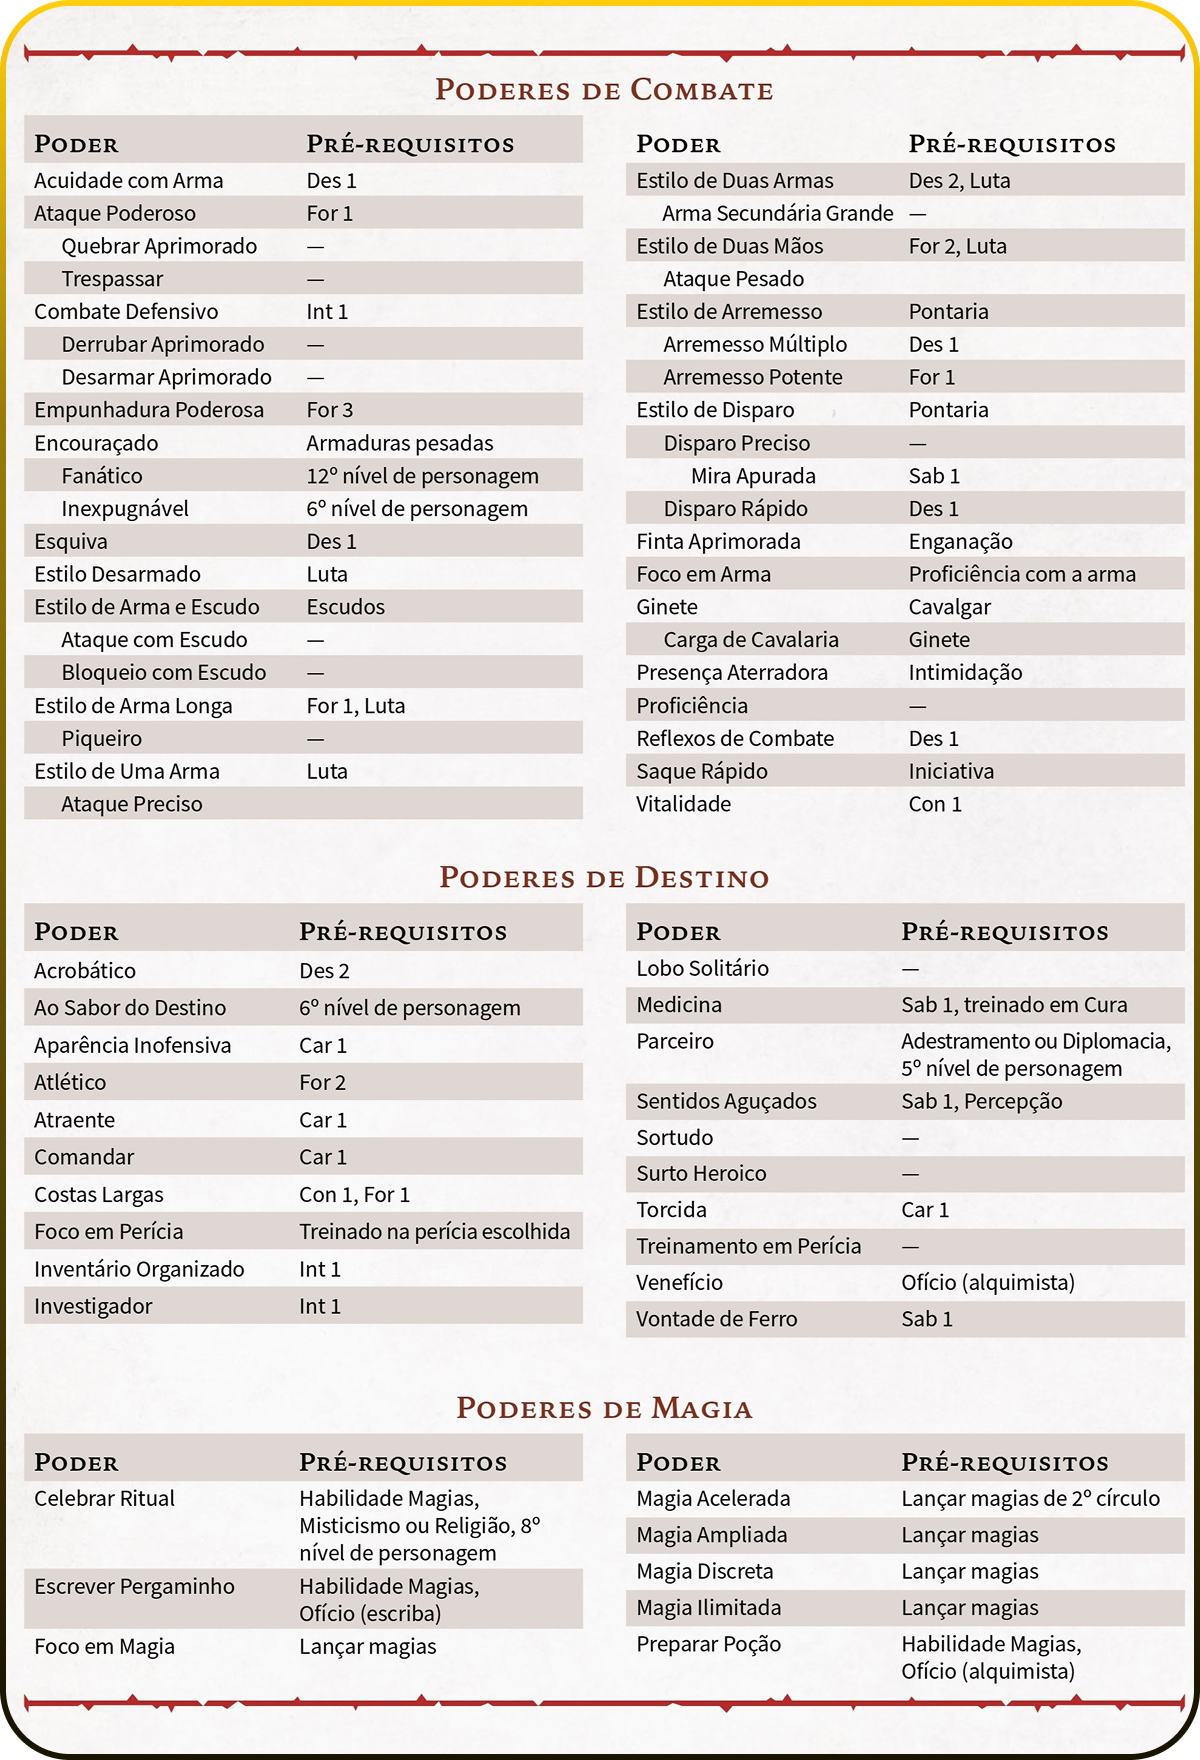 Poderes de Combate
Poder Pré-requisitos
Acuidade com Arma Des 1
Ataque Poderoso For 1
Quebrar Aprimorado —
Trespassar —
Combate Defensivo Int 1
Derrubar Aprimorado —
Desarmar Aprimorado —
Empunhadura Poderosa For 3
Encouraçado Armaduras pesadas
Fanático 12º nível de personagem
Inexpugnável 6º nível de personagem
Esquiva Des 1
Estilo Desarmado Luta
Estilo de Arma e Escudo Escudos
Ataque com Escudo —
Bloqueio com Escudo —
Estilo de Arma Longa For 1, Luta
Piqueiro —
Estilo de Uma Arma Luta
Ataque Preciso
Poder Pré-requisitos
Estilo de Duas Armas Des 2, Luta
Arma Secundária Grande —
Estilo de Duas Mãos For 2, Luta
Ataque Pesado
Estilo de Arremesso Pontaria
Arremesso Múltiplo Des 1
Arremesso Potente For 1
Estilo de Disparo Pontaria
Disparo Preciso —
Mira Apurada Sab 1
Disparo Rápido Des 1
Finta Aprimorada Enganação
Foco em Arma Proficiência com a arma
Ginete Cavalgar
Carga de Cavalaria Ginete
Presença Aterradora Intimidação
Proficiência —
Reflexos de Combate Des 1
Saque Rápido Iniciativa
Vitalidade Con 1
Poderes de Destino
Poder Pré-requisitos
Acrobático Des 2
Ao Sabor do Destino 6º nível de personagem
Aparência Inofensiva Car 1
Atlético For 2
Atraente Car 1
Comandar Car 1
Costas Largas Con 1, For 1
Foco em Perícia Treinado na perícia escolhida
Inventário Organizado Int 1
Investigador Int 1
Poder Pré-requisitos
Lobo Solitário —
Medicina Sab 1, treinado em Cura
Parceiro Adestramento ou Diplomacia,
5º nível de personagem
Sentidos Aguçados Sab 1, Percepção
Sortudo —
Surto Heroico —
Torcida Car 1
Treinamento em Perícia —
Venefício Ofício (alquimista)
Vontade de Ferro Sab 1
Poderes de Magia
Poder Pré-requisitos
Celebrar Ritual Habilidade Magias,
Misticismo ou Religião, 8º
nível de personagem
Escrever Pergaminho Habilidade Magias,
Ofício (escriba)
Foco em Magia Lançar magias
Poder Pré-requisitos
Magia Acelerada Lançar magias de 2º círculo
Magia Ampliada Lançar magias
Magia Discreta Lançar magias
Magia Ilimitada Lançar magias
Preparar Poção Habilidade Magias,
Ofício (alquimista)